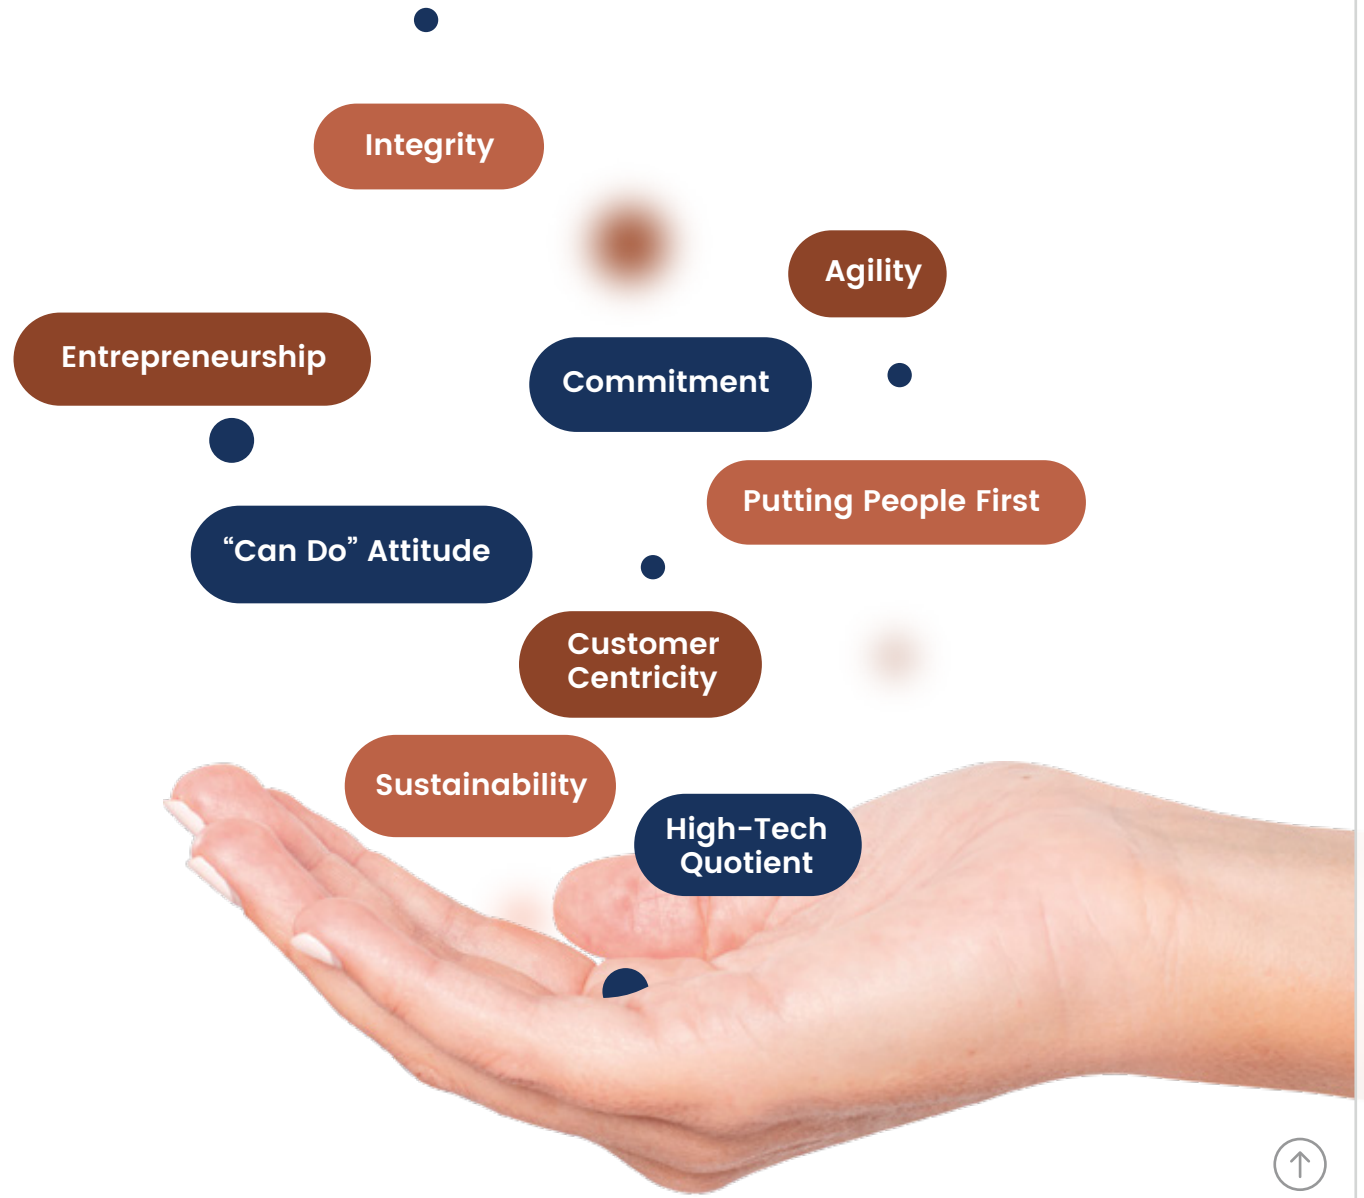 Integrity
Agility
Entrepreneurship
Commitment
Putting People First
“Can Do” Attitude
Customer
Centricity
Sustainability
High-Tech
Quotient